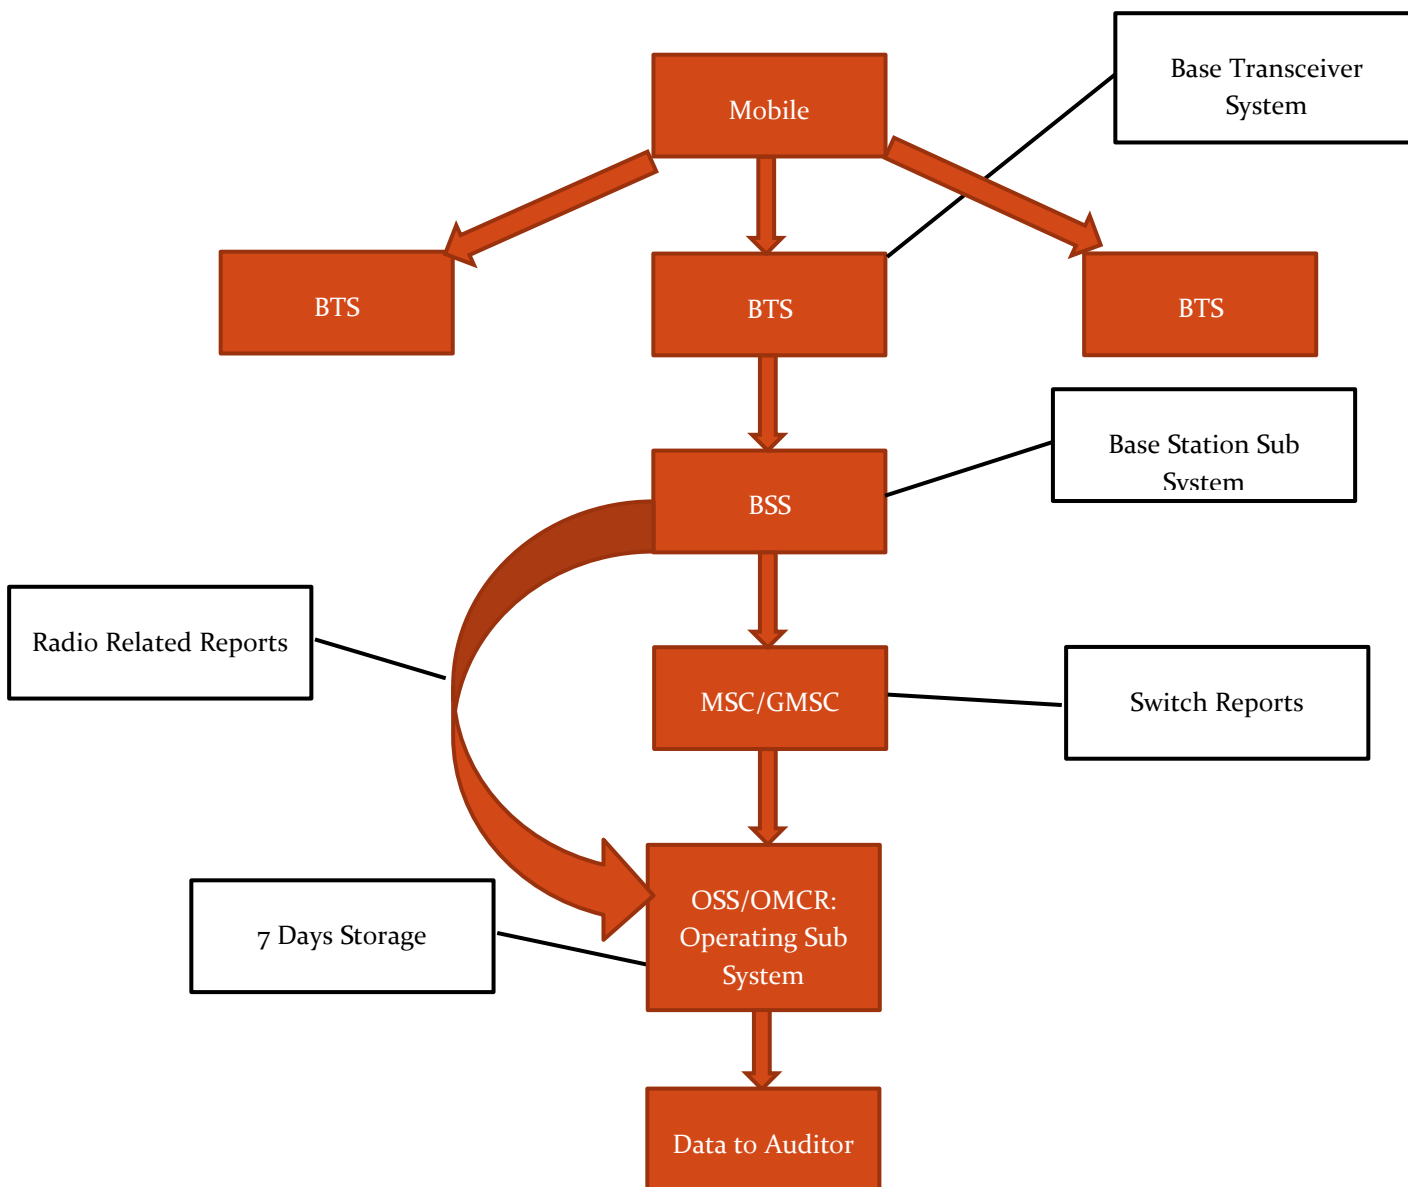 Base Transceiver
System
Mobile
BTS
BTS
BTS
Base Station Sub
System
BSS
Radio Related Reports
MSC/GMSC
Switch Reports
OSS/OMCR:
Operating Sub
System
7 Days Storage
Data to Auditor